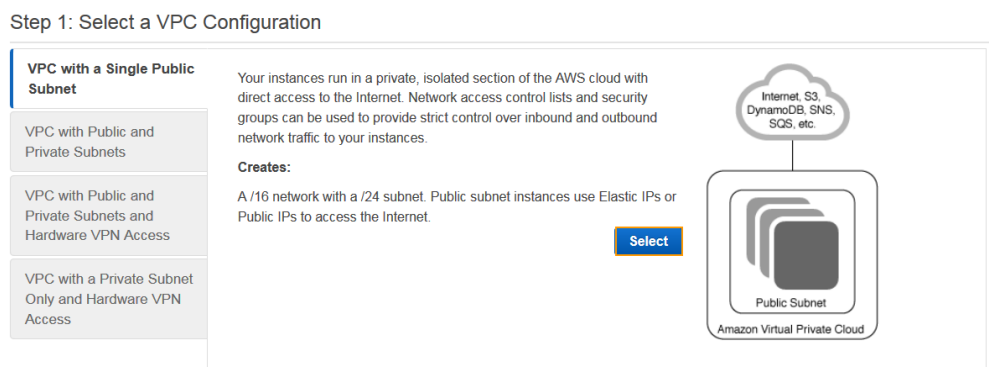 Step 1: Select a VPC Configuration
VPC with a Single Public
Subnet
VPC with Public and
Private Subnets
VPC with Public and
Private Subnets and
Hardware VPN Access
VPC with a Private Subnet
Only and Hardware VPN
Access
Your instances run in a private, isolated section of the AWS cloud with
direct access to the Internet. Network access control lists and security
groups can be used to provide strict control over inbound and outbound
network traffic to your instances.
Creates:
A /16 network with a /24 subnet. Public subnet instances use Elastic IPs or
Public IPs to access the Internet.
Select
Internet, S3,
DynamoDB, SNS,
SQS, etc.
Public Subnet
Amazon Virtual Private Cloud